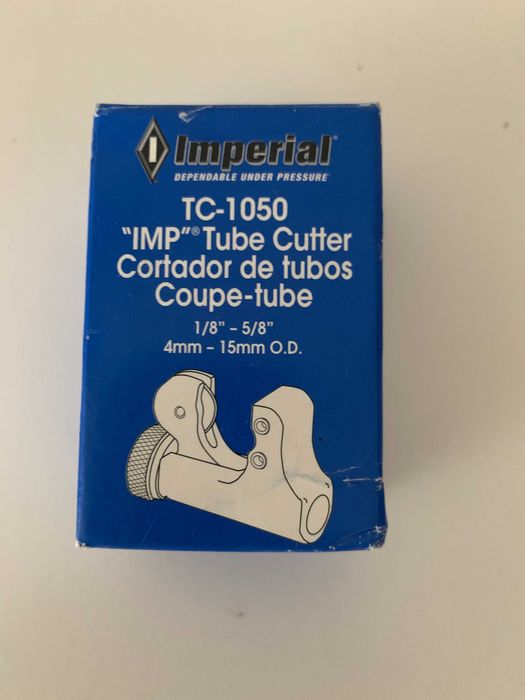 I Imperial®
DEPENDABLE UNDER PRESSURE
TC-1050
"IMP"® Tube Cutter
Cortador de tubos
Coupe-tube
1/8" – 5/8"
4mm – 15mm O.D.